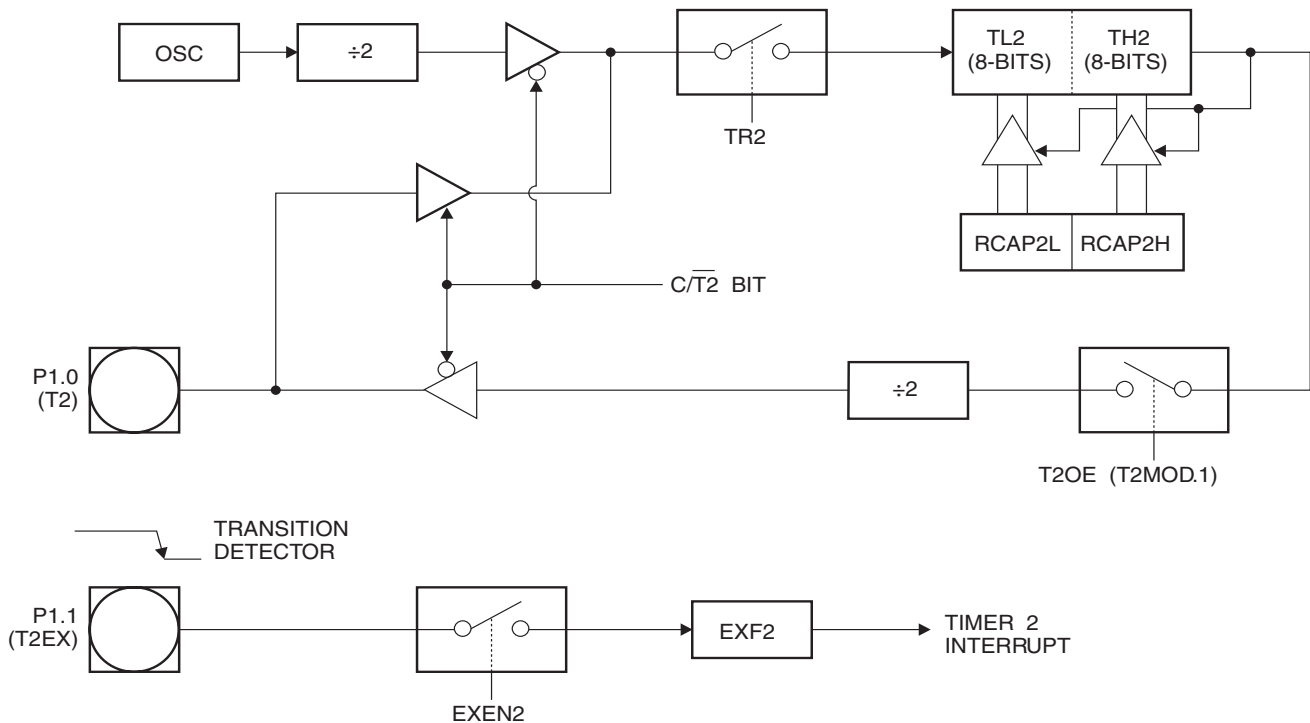 OSC
÷2
TR2
TL2
(8-BITS)
TH2
(8-BITS)
RCAP2L
RCAP2H
C/T2 BIT
P1.0
(T2)
÷2
T2OE (T2MOD.1)
TRANSITION
DETECTOR
P1.1
(T2EX)
EXEN2
EXF2
TIMER 2
INTERRUPT